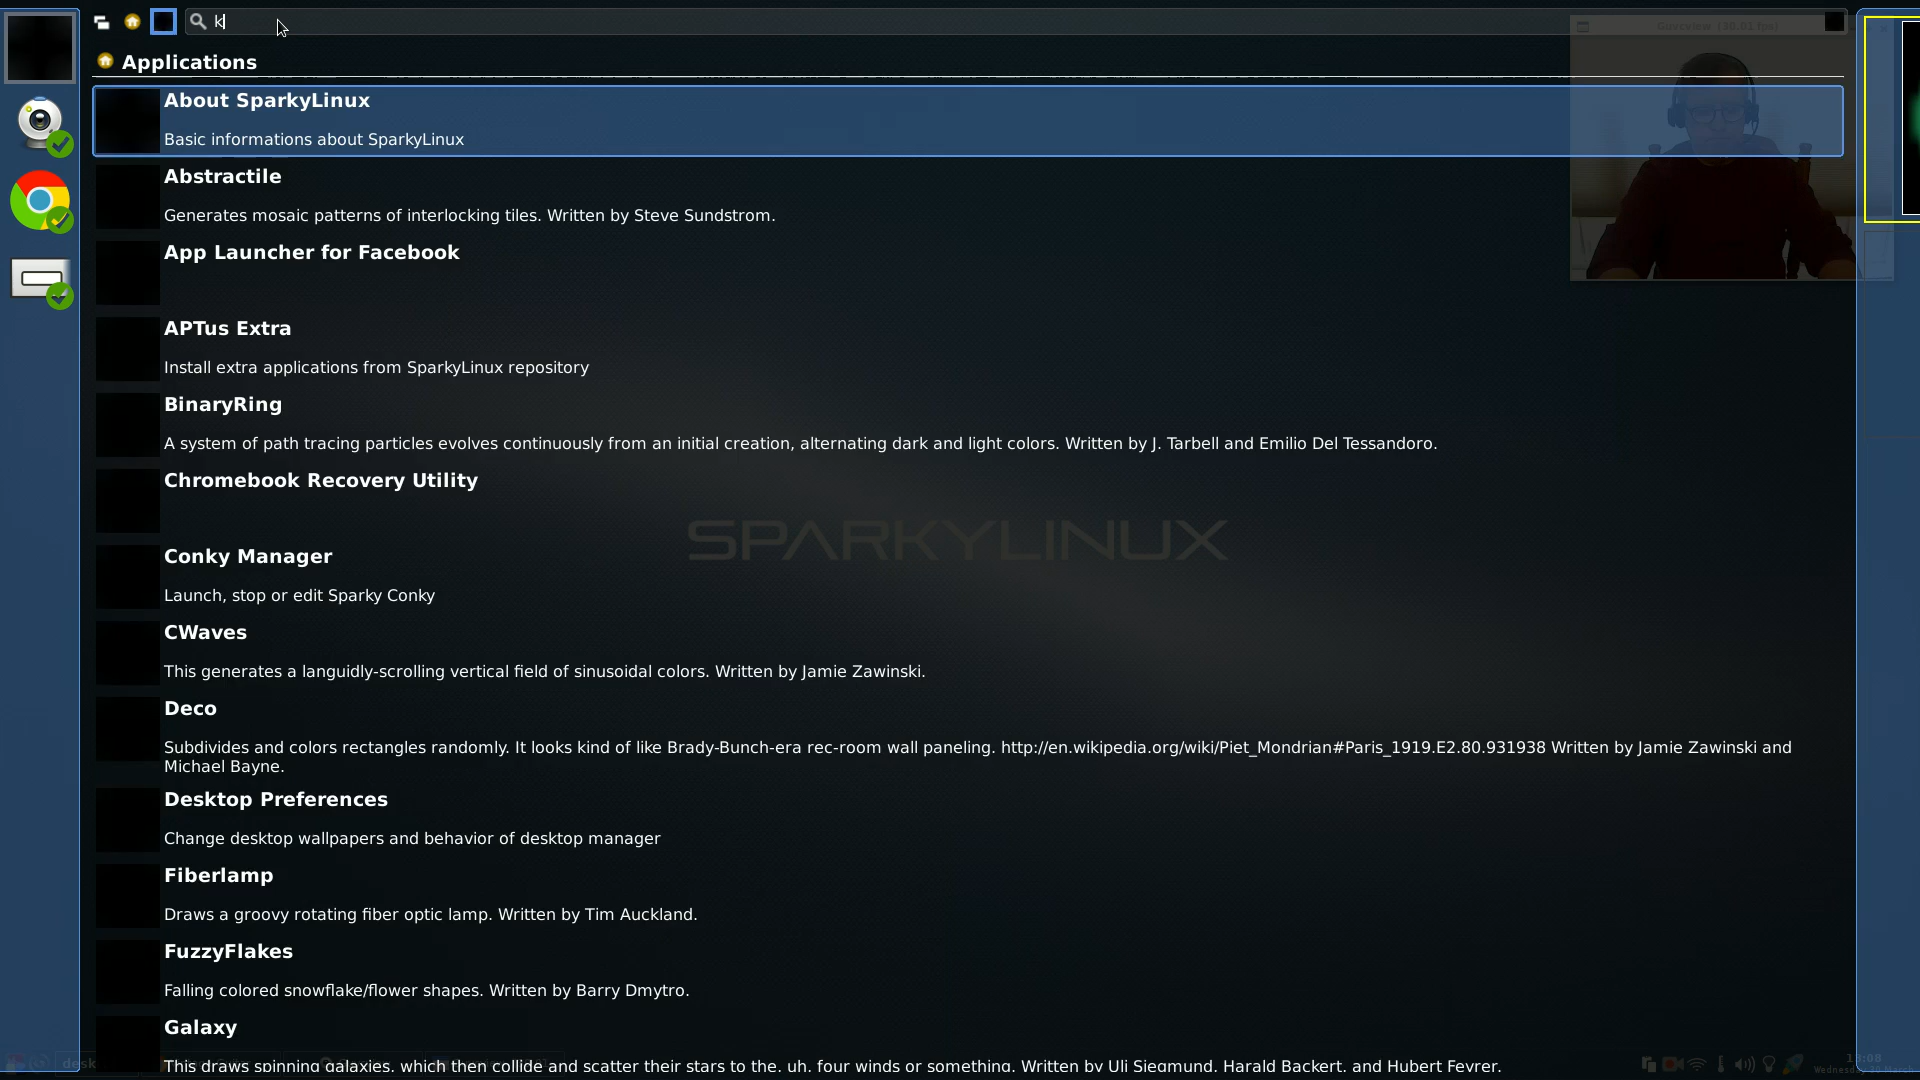 k
Guvcview (30.01 fps)
Applications
About SparkyLinux
Basic informations about SparkyLinux
Abstractile
Generates mosaic patterns of interlocking tiles. Written by Steve Sundstrom.
App Launcher for Facebook
APTus Extra
Install extra applications from SparkyLinux repository
BinaryRing
A system of path tracing particles evolves continuously from an initial creation, alternating dark and light colors. Written by J. Tarbell and Emilio Del Tessandoro.
Chromebook Recovery Utility
SPARKYLINUX
Conky Manager
Launch, stop or edit Sparky Conky
CWaves
This generates a languidly-scrolling vertical field of sinusoidal colors. Written by Jamie Zawinski.
Deco
Subdivides and colors rectangles randomly. It looks kind of like Brady-Bunch-era rec-room wall paneling. http://en.wikipedia.org/wiki/Piet_Mondrian#Paris_1919.E2.80.931938 Written by Jamie Zawinski and
Michael Bayne.
Desktop Preferences
Change desktop wallpapers and behavior of desktop manager
Fiberlamp
Draws a groovy rotating fiber optic lamp. Written by Tim Auckland.
FuzzyFlakes
Falling colored snowflake/flower shapes. Written by Barry Dmytro.
Galaxy
This draws spinning galaxies, which then collide and scatter their stars to the, uh, four winds or something. Written by Uli Siegmund, Harald Backert, and Hubert Feyrer.
desk
Wednesday